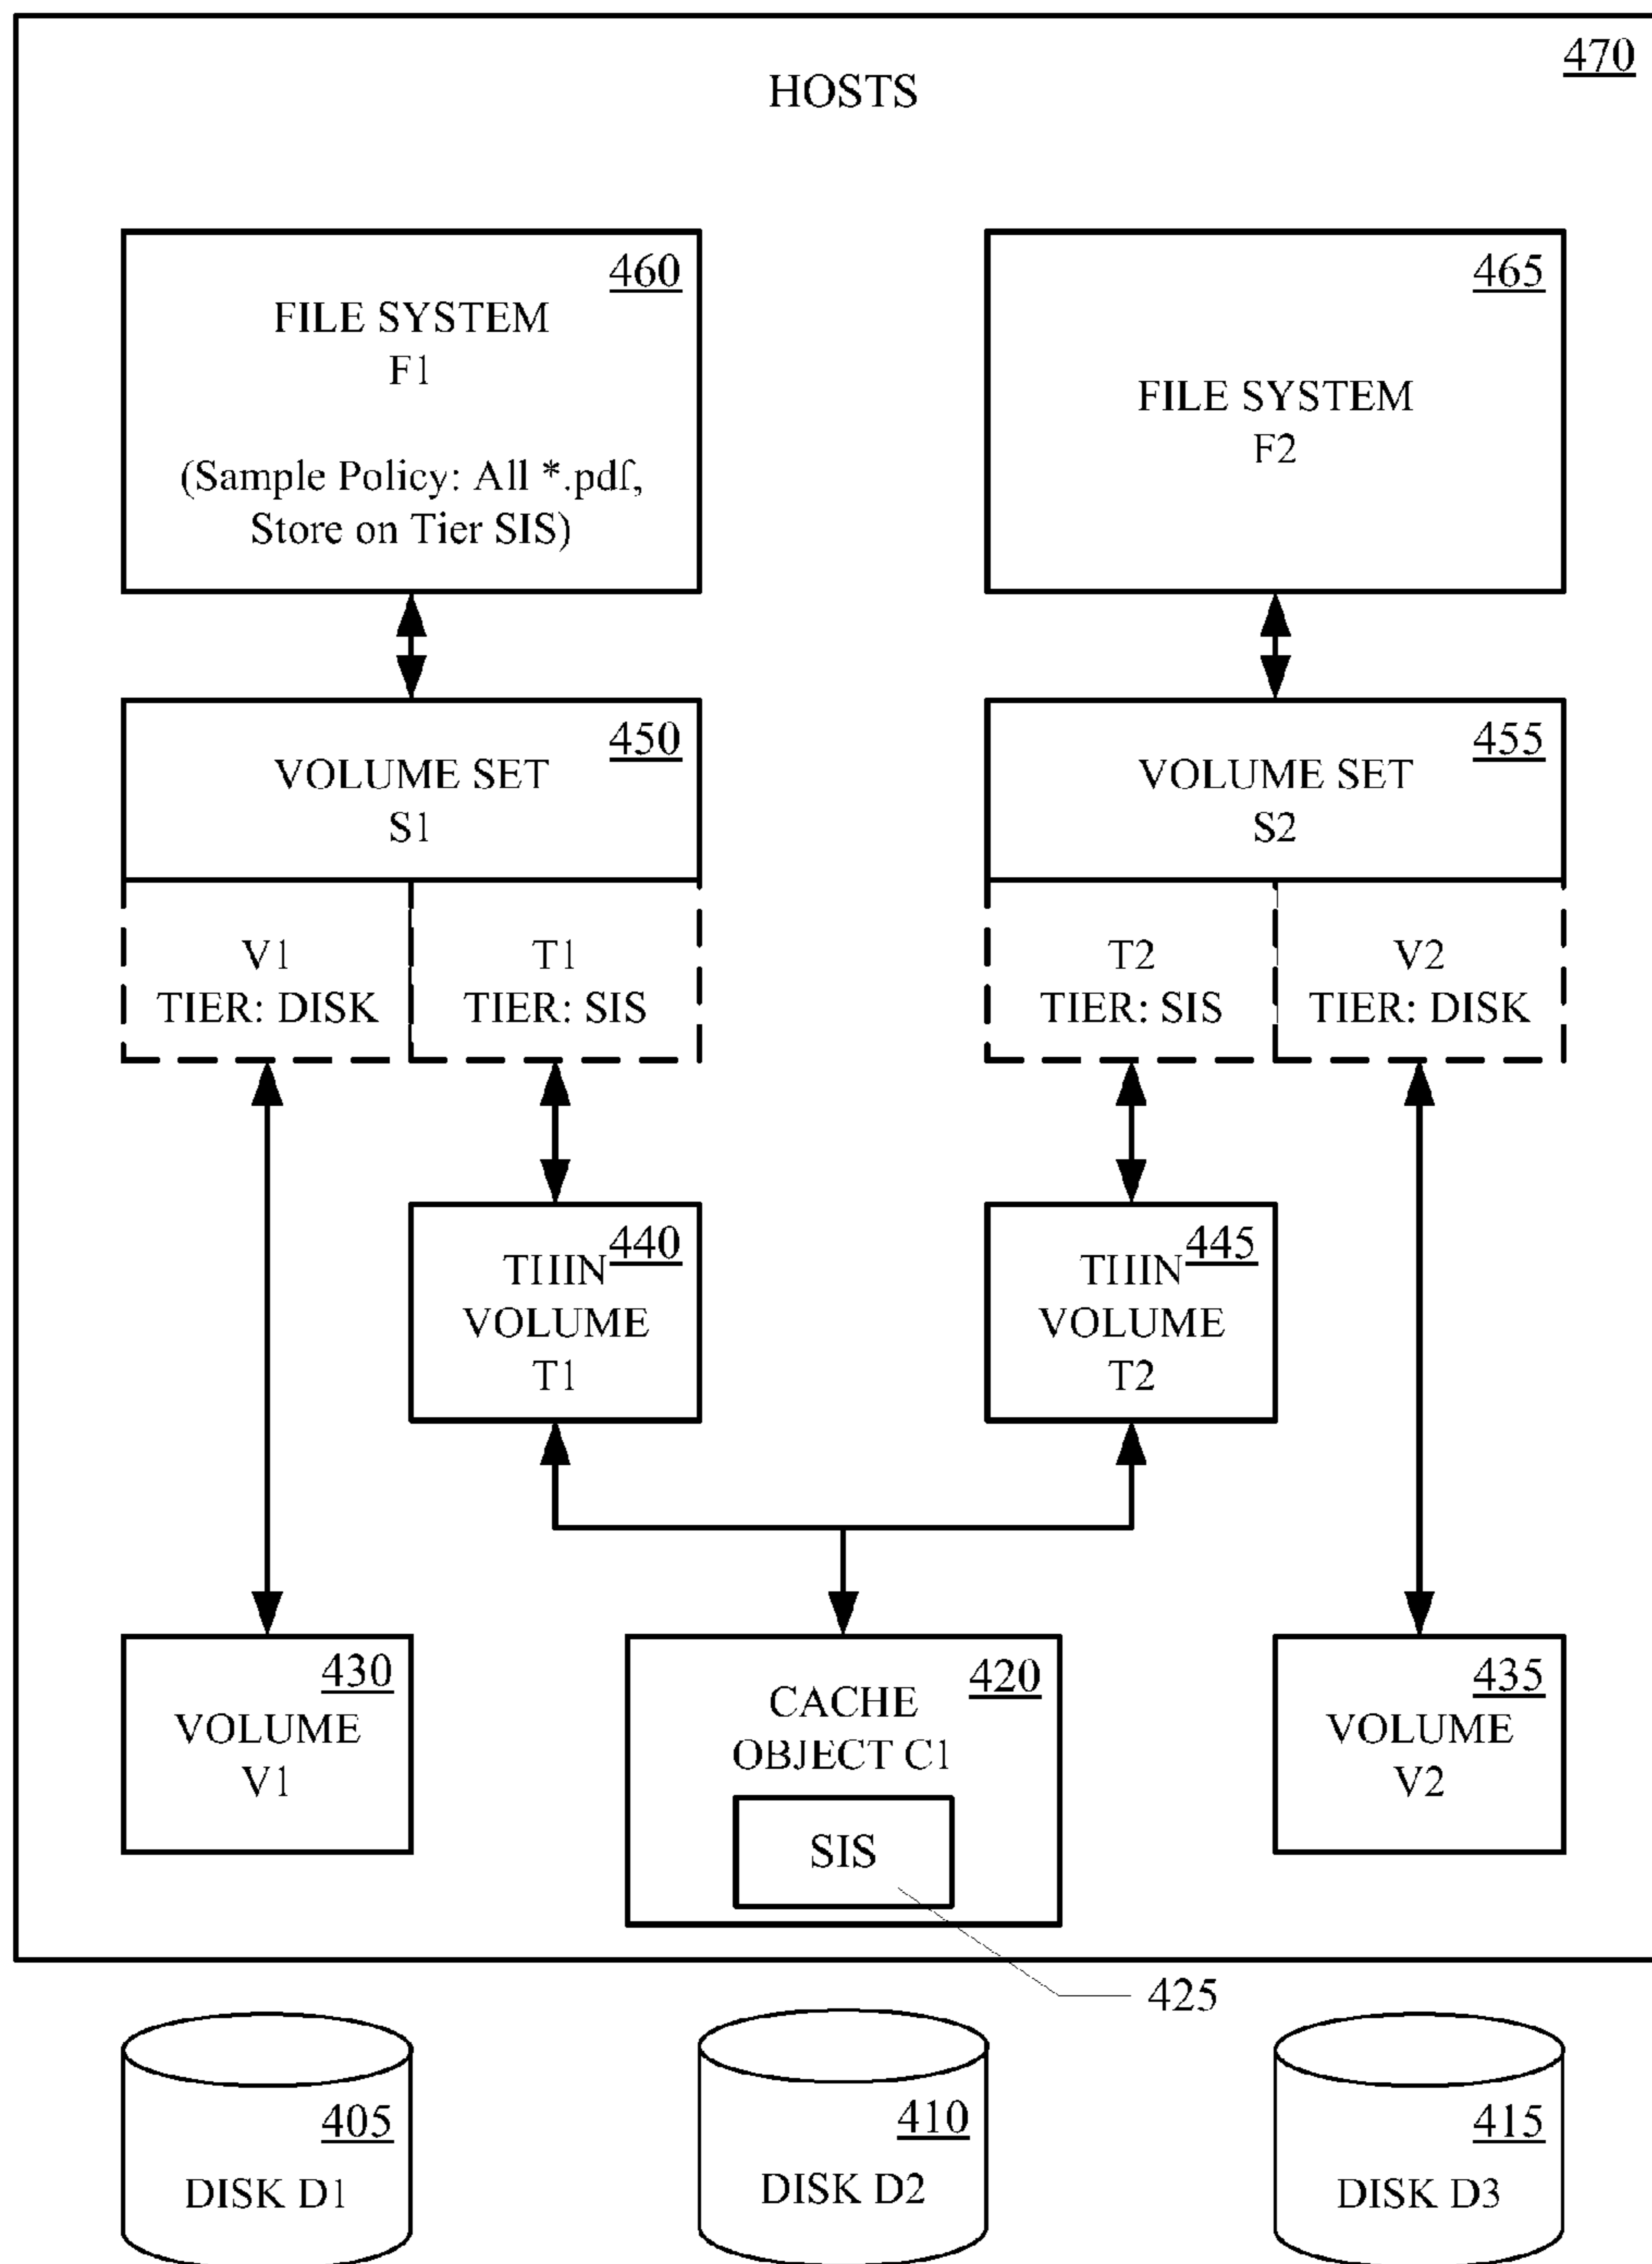 470
HOSTS
460
FILE SYSTEM
F1
(Sample Policy: All *.pdf,
Store on Tier SIS)
465
FILE SYSTEM
F2
450
VOLUME SET
S1
455
VOLUME SET
S2
V1
TIER: DISK
T1
TIER: SIS
T2
TIER: SIS
V2
TIER: DISK
440
THIN
VOLUME
T1
445
THIN
VOLUME
T2
430
VOLUME
V1
420
CACHE
OBJECT C1
SIS
435
VOLUME
V2
425
405
DISK D1
410
DISK D2
415
DISK D3